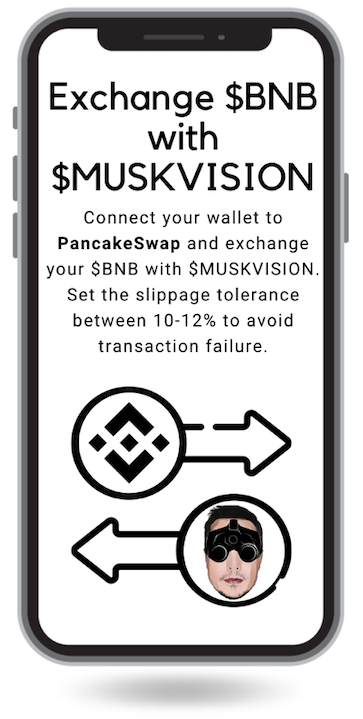 Exchange $BNB
with
$MUSKVISION
Connect your wallet to
PancakeSwap and exchange
your $BNB with $MUSKVISION.
Set the slippage tolerance
between 10-12% to avoid
transaction failure.